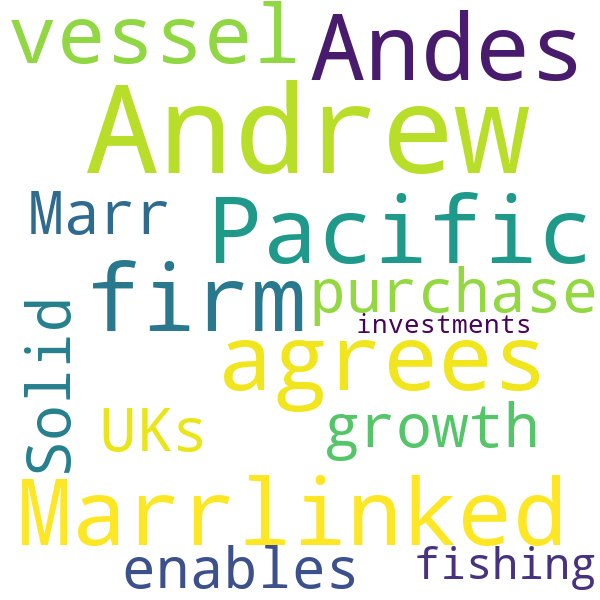 vessel
Andes
Andrew
Marr
Pacific
firm
purchase
investments
Solid
agrees
UKs
growth
Marrlinked
enables
fishing